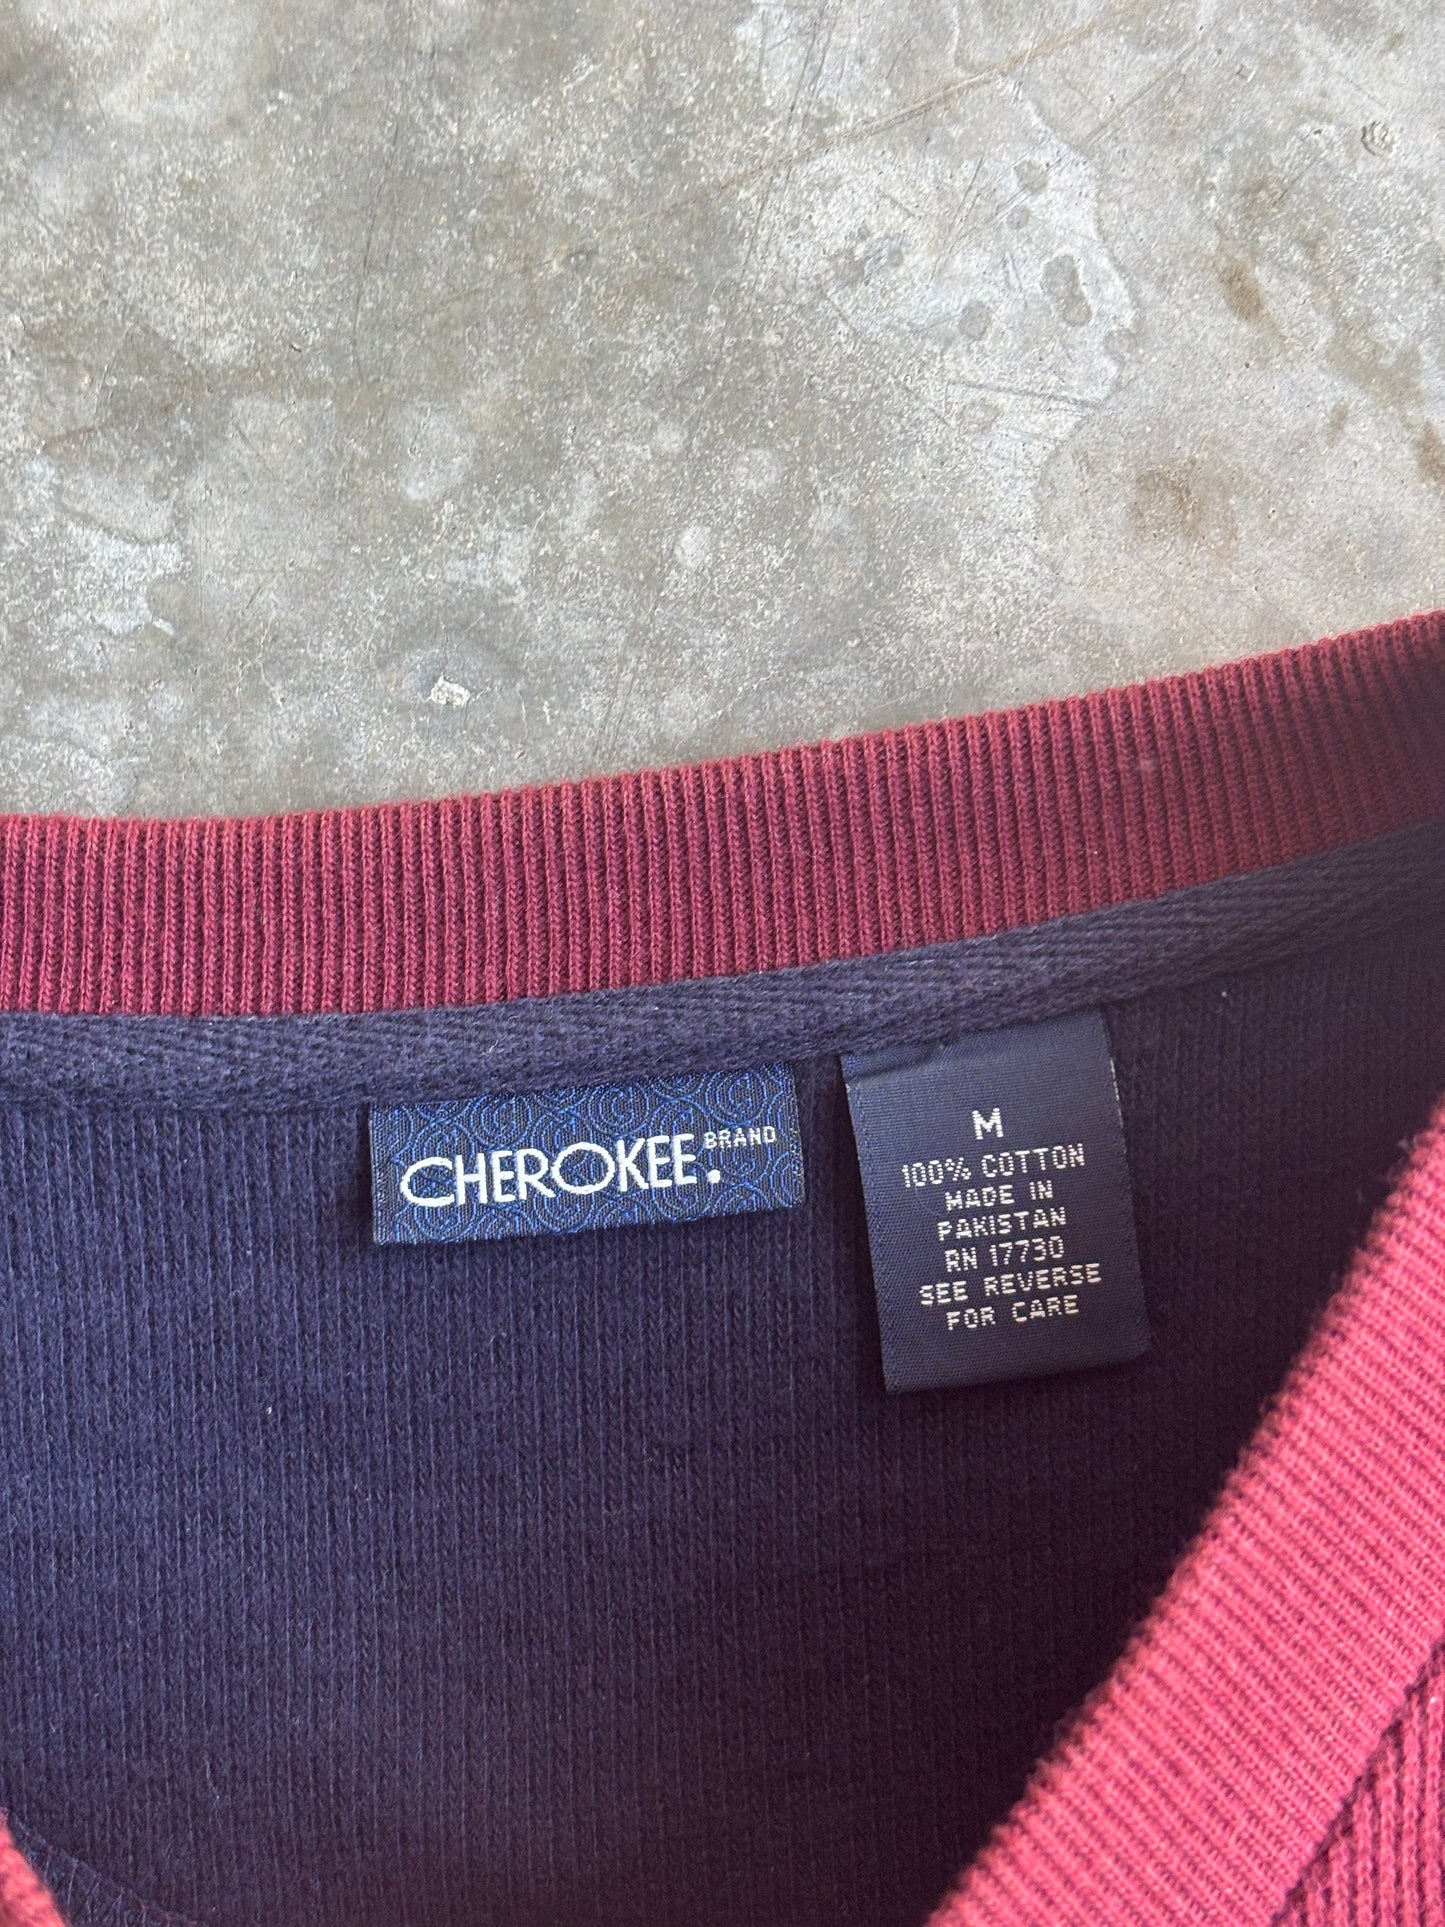 CHEROKEE. BRAND
M
100% COTTON
MADE IN
PAKISTAN
RN 17730
SEE REVERSE
FOR CARE